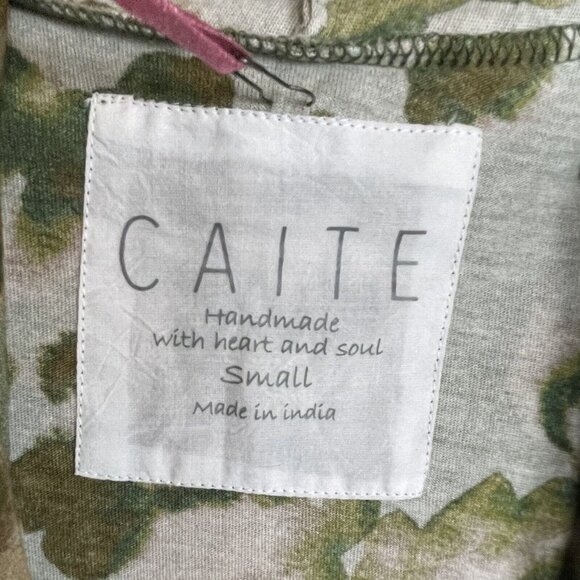 CAITE
Handmade
with heart and soul
Small
Made in india